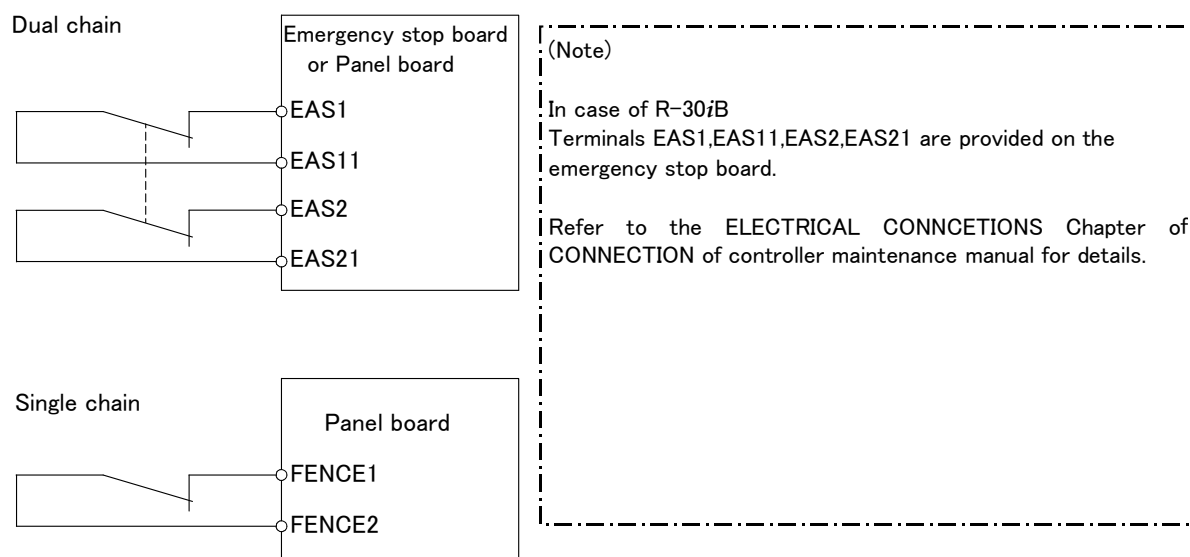 Dual chain
Emergency stop board
or Panel board
EAS1
EAS11
EAS2
EAS21
Single chain
Panel board
FENCE1
FENCE2
(Note)
In case of R-30iB
Terminals EAS1,EAS11,EAS2,EAS21 are provided on the
emergency stop board.
Refer to the ELECTRICAL CONNCETIONS Chapter of
CONNECTION of controller maintenance manual for details.